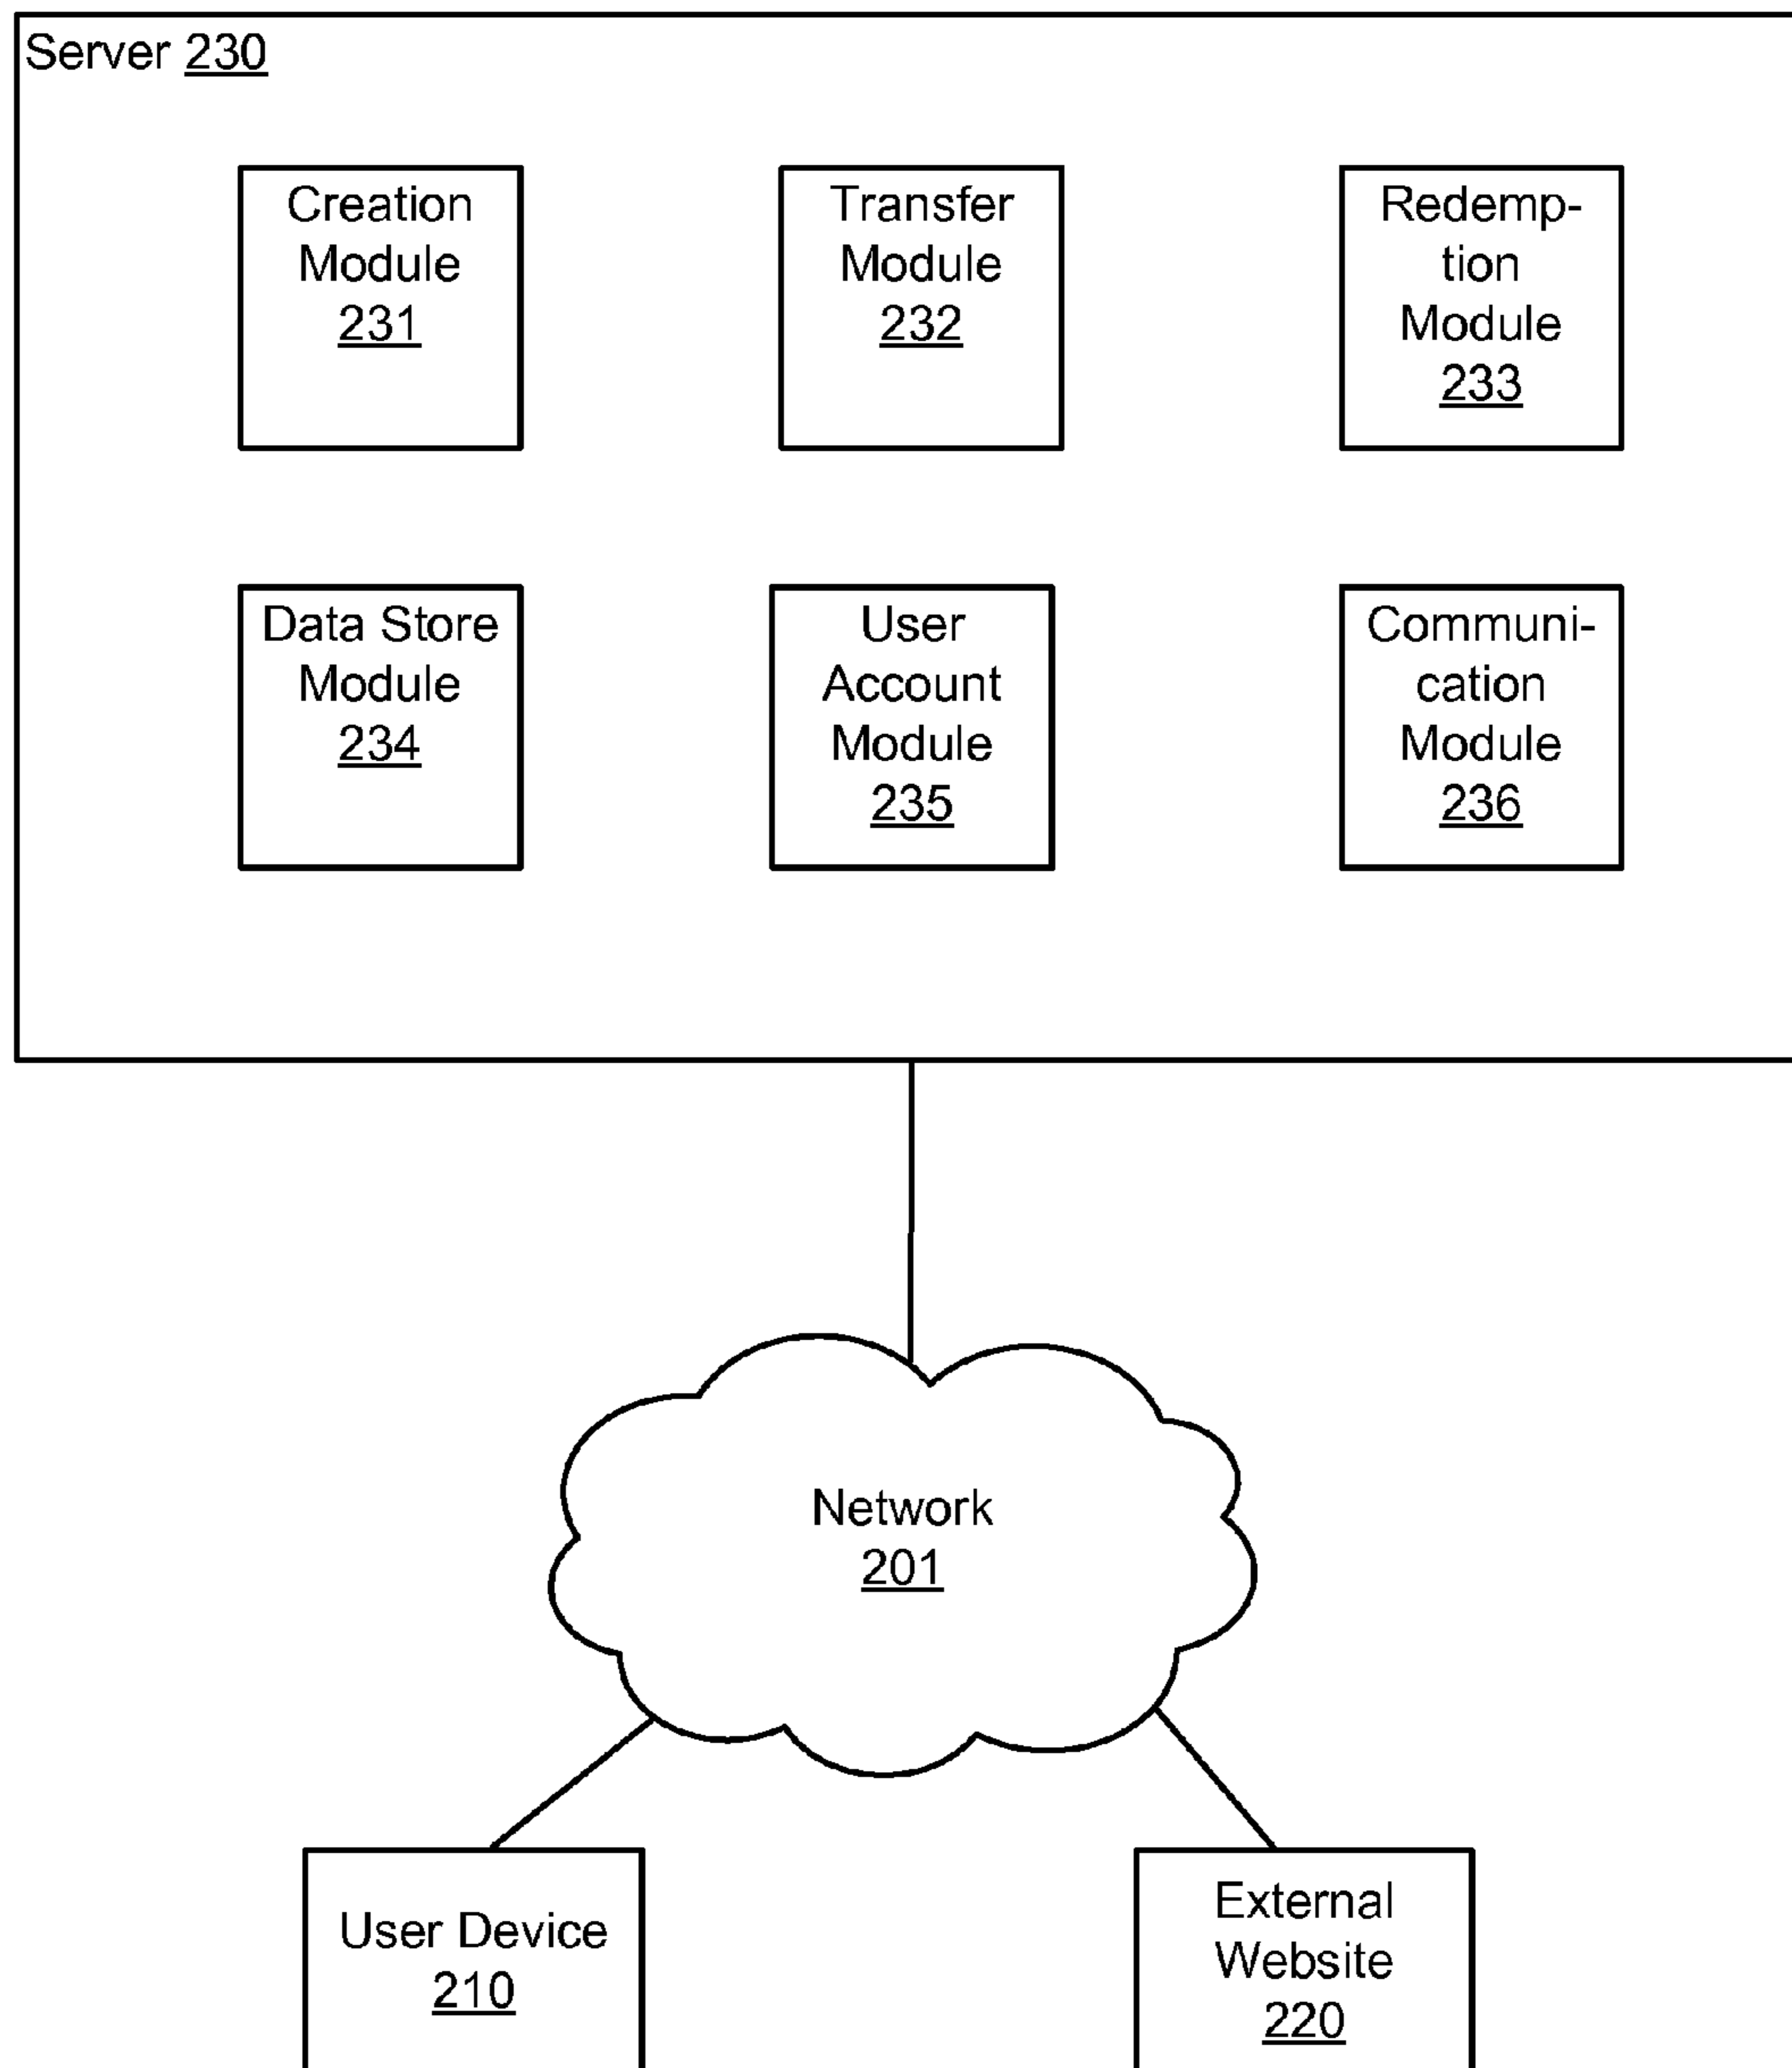 Server 230
Creation
Module
231
Transfer
Module
232
Redemp-
tion
Module
233
Data Store
Module
234
User
Account
Module
235
Communi-
cation
Module
236
Network
201
User Device
210
External
Website
220